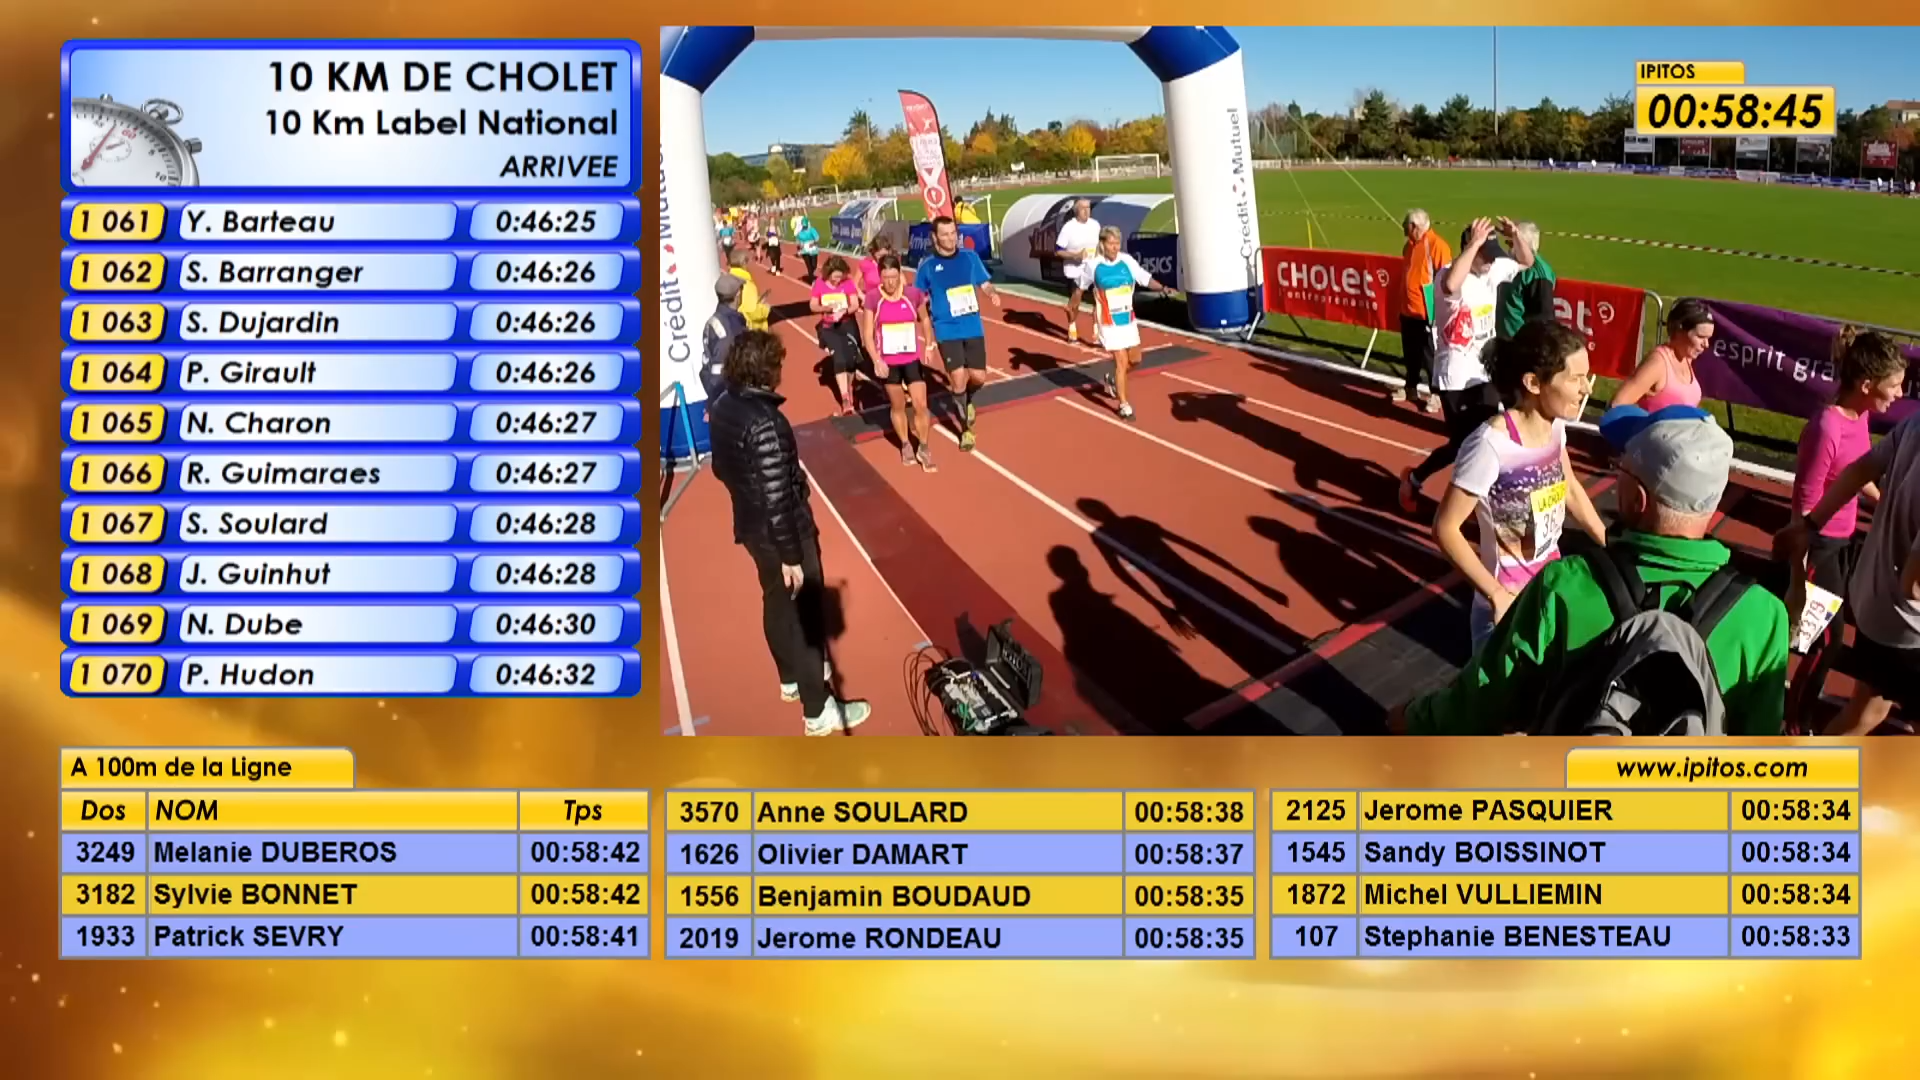 10 KM DE CHOLET
10 Km Label National
ARRIVEE
1 061 Y. Barteau 0:46:25
1 062 S. Barranger 0:46:26
1 063 S. Dujardin 0:46:26
1 064 P. Girault 0:46:26
1 065 N. Charon 0:46:27
1 066 R. Guimaraes 0:46:27
1 067 S. Soulard 0:46:28
1 068 J. Guinhut 0:46:28
1 069 N. Dube 0:46:30
1 070 P. Hudon 0:46:32
IPITOS
00:58:45
Crédit Mutuel
Crédit Mutuel
asics
CHOLET
l'entreprenante
et
esprit gra
3379
A 100m de la Ligne
www.ipitos.com
Dos NOM Tps
3249 Melanie DUBEROS 00:58:42
3182 Sylvie BONNET 00:58:42
1933 Patrick SEVRY 00:58:41
3570 Anne SOULARD 00:58:38
1626 Olivier DAMART 00:58:37
1556 Benjamin BOUDAUD 00:58:35
2019 Jerome RONDEAU 00:58:35
2125 Jerome PASQUIER 00:58:34
1545 Sandy BOISSINOT 00:58:34
1872 Michel VULLIEMIN 00:58:34
107 Stephanie BENESTEAU 00:58:33